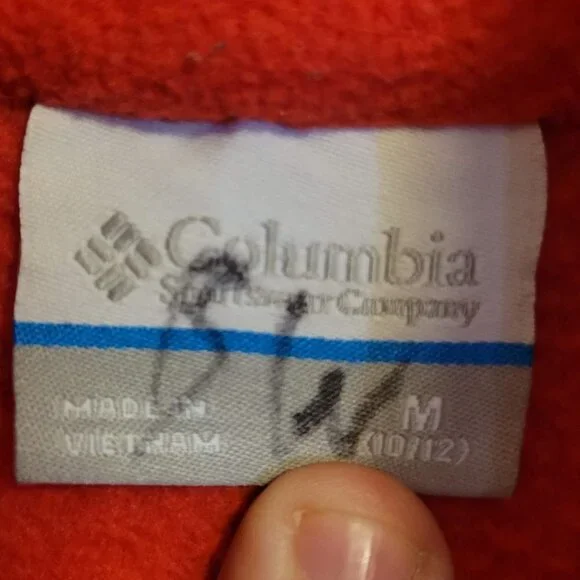 Columbia
Sportswear Company
MADE IN
VIETNAM
M
(10/12)